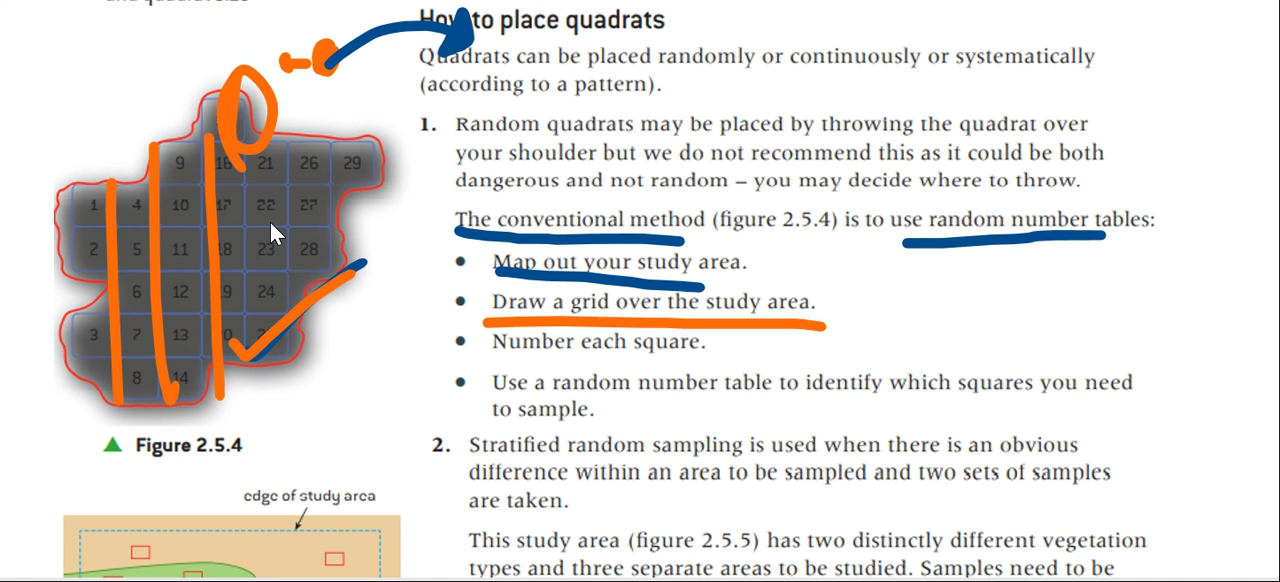 How to place quadrats
Quadrats can be placed randomly or continuously or systematically
(according to a pattern).
1. Random quadrats may be placed by throwing the quadrat over
your shoulder but we do not recommend this as it could be both
dangerous and not random – you may decide where to throw.
The conventional method (figure 2.5.4) is to use random number tables:
• Map out your study area.
• Draw a grid over the study area.
• Number each square.
• Use a random number table to identify which squares you need
to sample.
2. Stratified random sampling is used when there is an obvious
difference within an area to be sampled and two sets of samples
are taken.
This study area (figure 2.5.5) has two distinctly different vegetation
types and three separate areas to be studied. Samples need to be
9 16 21 26 29
1 4 10 17 22 27
2 5 11 18 23 28
6 12 19 24
3 7 13
8 14
▲ Figure 2.5.4
edge of study area